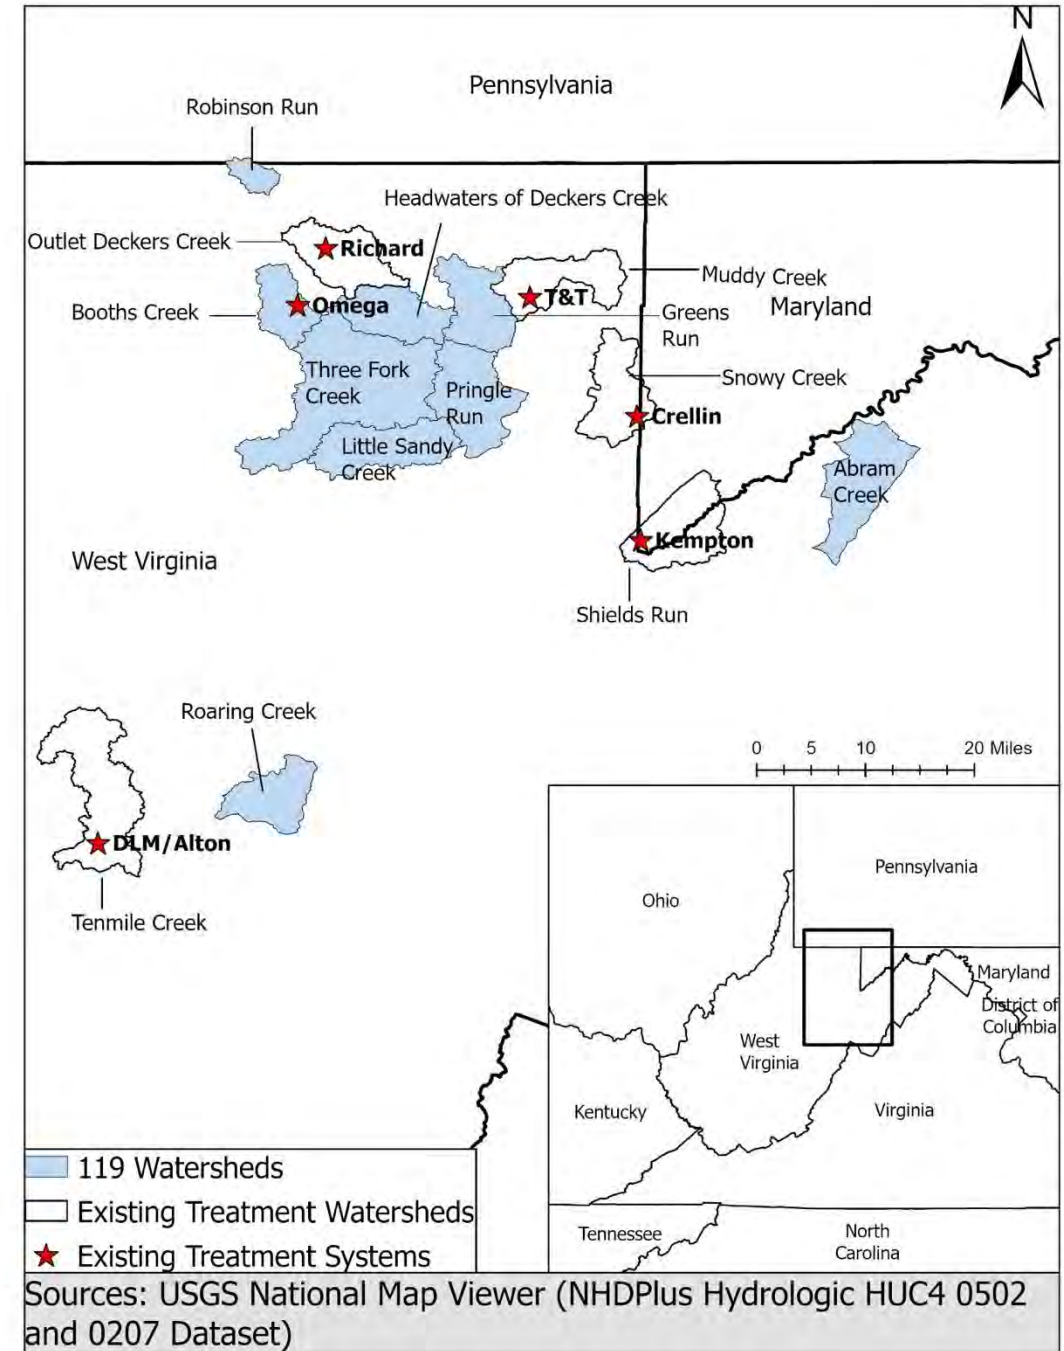 N
Pennsylvania
Robinson Run
Headwaters of Deckers Creek
Outlet Deckers Creek
Richard
Muddy Creek
Booths Creek
Omega
T&T
Maryland
Greens
Run
Three Fork
Creek
Pringle
Run
Snowy Creek
Crellin
Little Sandy
Creek
Abram
Creek
Kempton
West Virginia
Shields Run
Roaring Creek
0 5 10 20 Miles
DLM/Alton
Tenmile Creek
Pennsylvania
Ohio
Maryland
District of
Columbia
West
Virginia
Kentucky
Virginia
Tennessee
North
Carolina
119 Watersheds
Existing Treatment Watersheds
Existing Treatment Systems
Sources: USGS National Map Viewer (NHDPlus Hydrologic HUC4 0502
and 0207 Dataset)